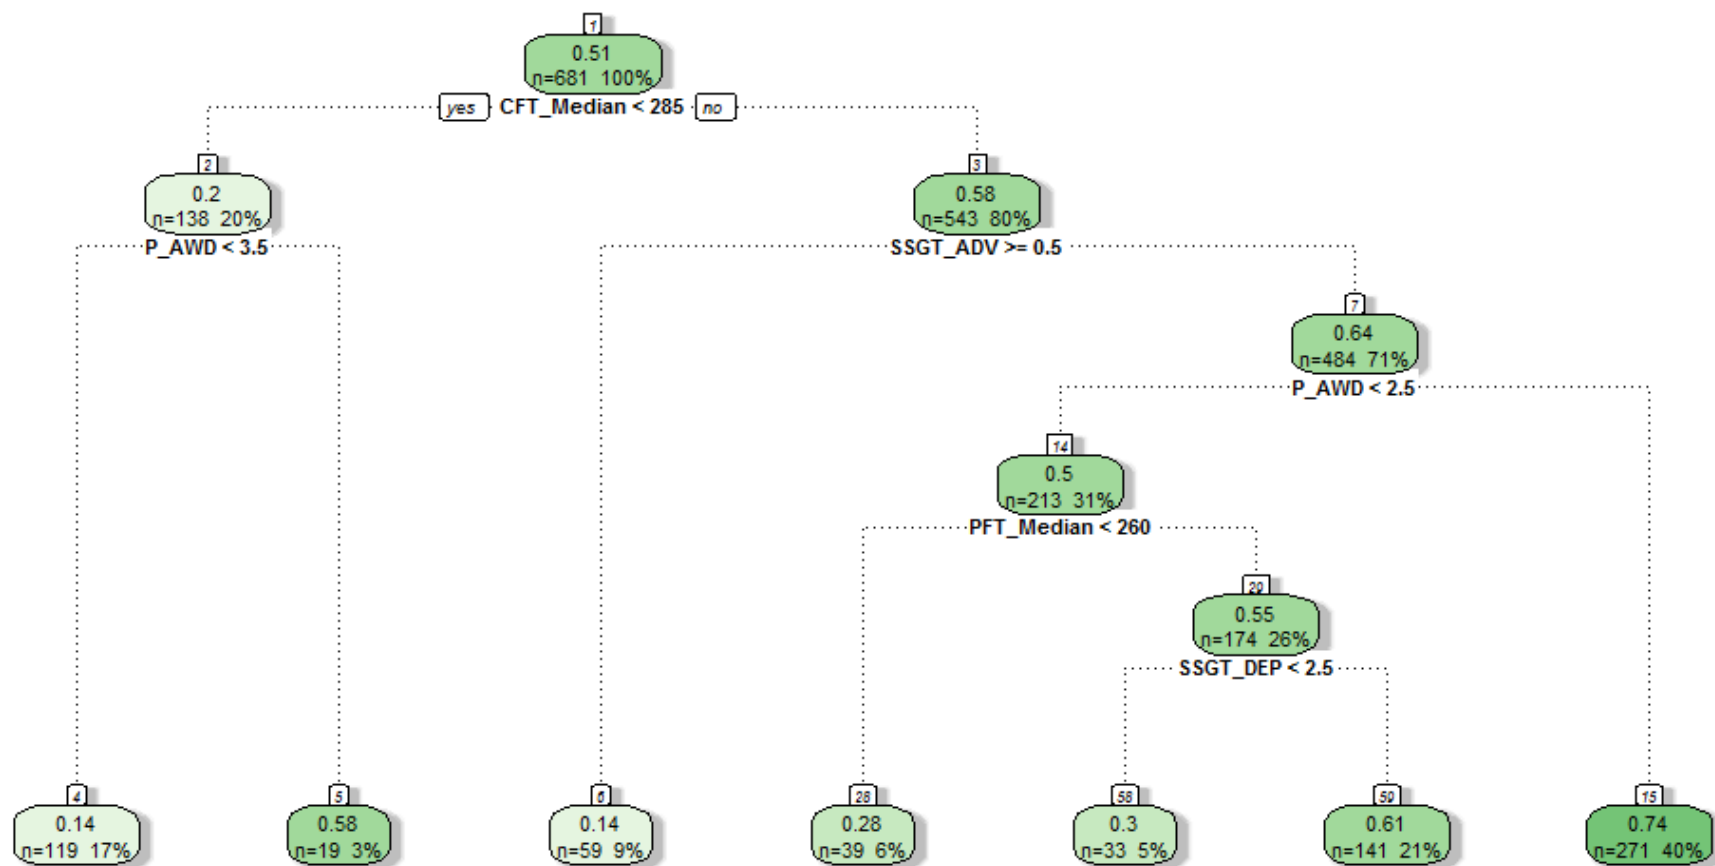 1
0.51
n=681 100%
yes CFT_Median < 285 no
2
0.2
n=138 20%
P_AWD < 3.5
3
0.58
n=543 80%
SSGT_ADV >= 0.5
7
0.64
n=484 71%
P_AWD < 2.5
14
0.5
n=213 31%
PFT_Median < 260
29
0.55
n=174 26%
SSGT_DEP < 2.5
4
0.14
n=119 17%
5
0.58
n=19 3%
6
0.14
n=59 9%
28
0.28
n=39 6%
58
0.3
n=33 5%
59
0.61
n=141 21%
15
0.74
n=271 40%